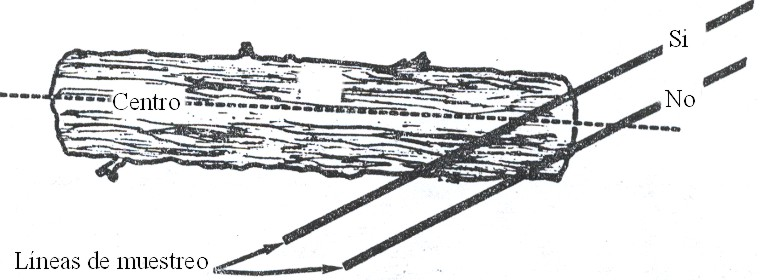 Si
No
Centro
Líneas de muestreo